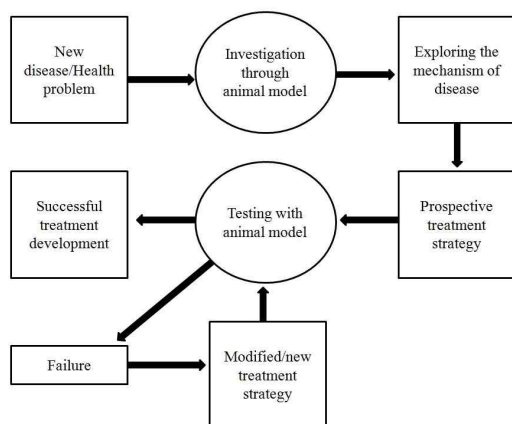 New
disease/Health
problem
Investigation
through
animal model
Exploring the
mechanism of
disease
Prospective
treatment
strategy
Testing with
animal model
Successful
treatment
development
Failure
Modified/new
treatment
strategy